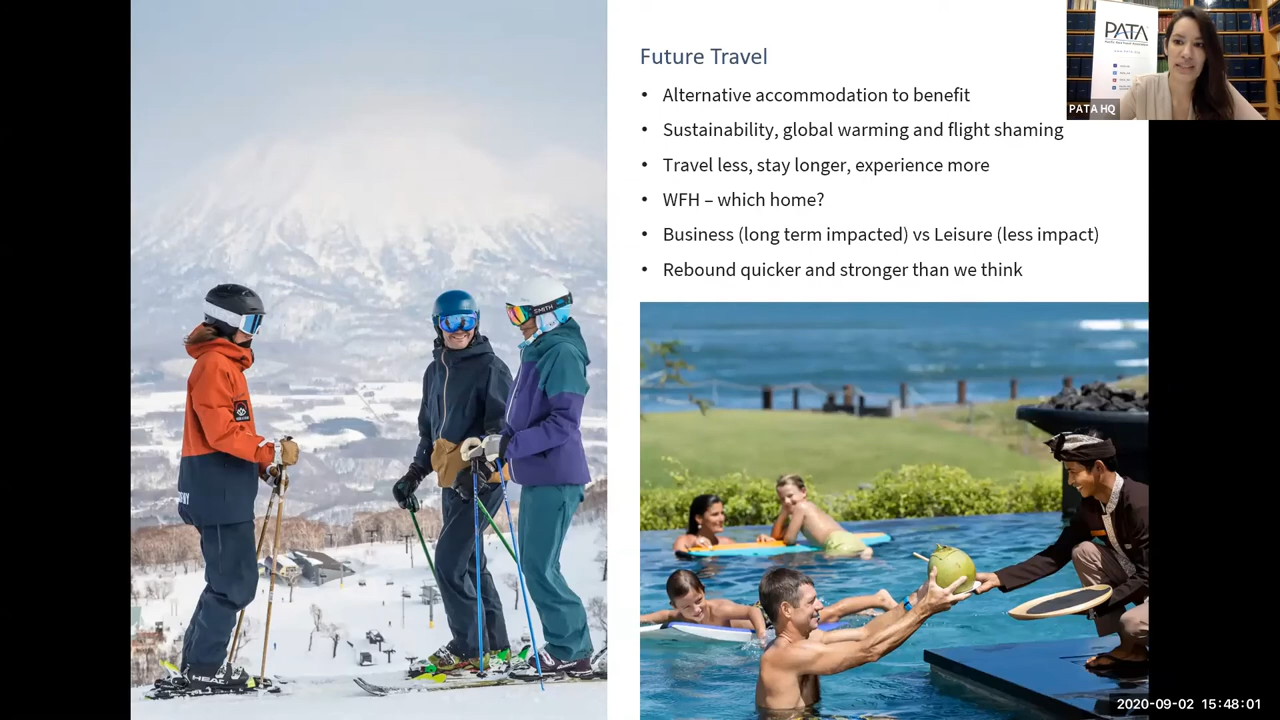 Future Travel
• Alternative accommodation to benefit
• Sustainability, global warming and flight shaming
• Travel less, stay longer, experience more
• WFH – which home?
• Business (long term impacted) vs Leisure (less impact)
• Rebound quicker and stronger than we think
PATA
PATA HQ
SMITH
2020-09-02 15:48:01